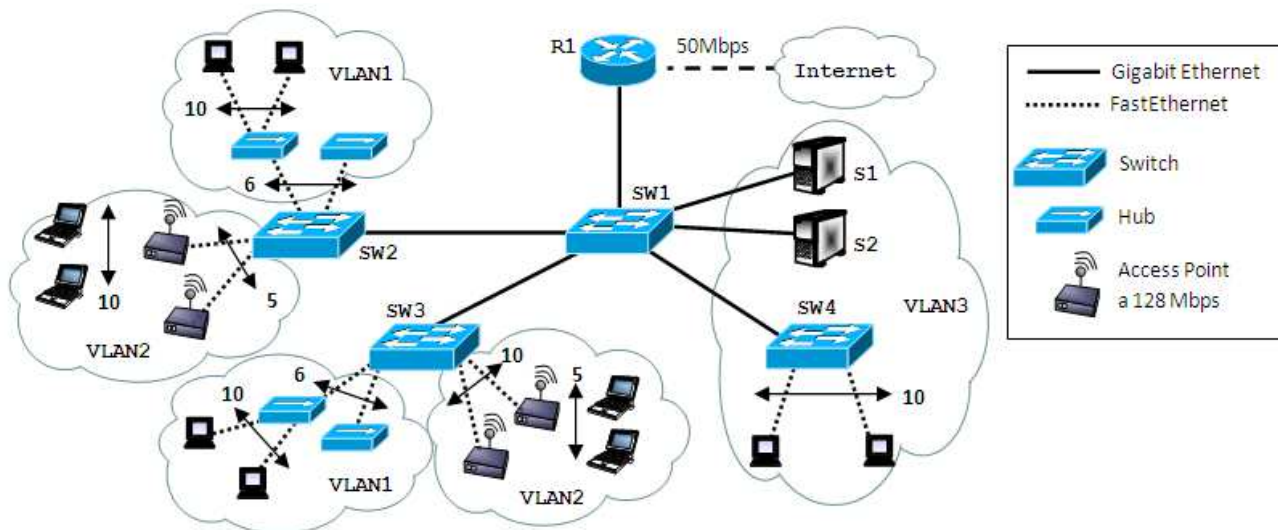 R1
50Mbps
Internet
VLAN1
10
6
SW2
SW1
S1
S2
10
5
VLAN2
SW3
SW4
VLAN3
10
6
10
VLAN1
10
5
VLAN2
Gigabit Ethernet
FastEthernet
Switch
Hub
Access Point
a 128 Mbps